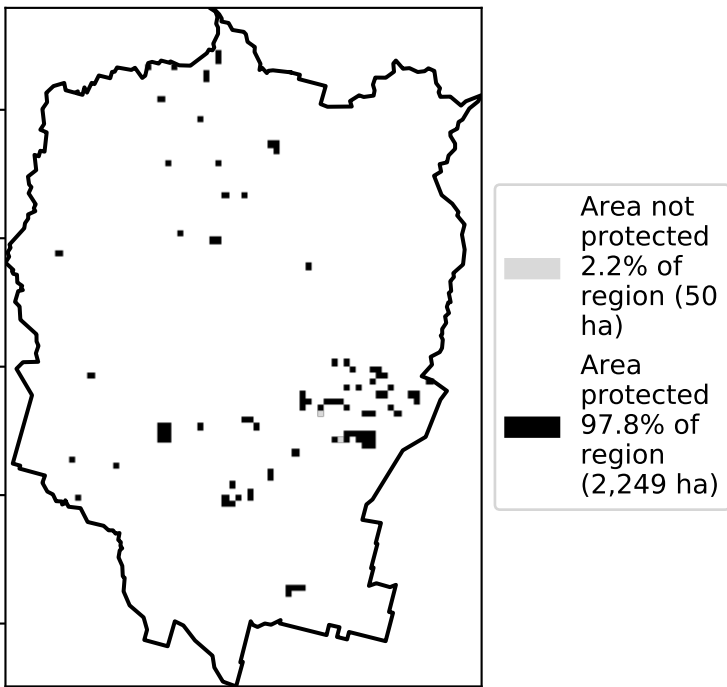 Area not
protected
2.2% of
region (50
ha)
Area
protected
97.8% of
region
(2,249 ha)